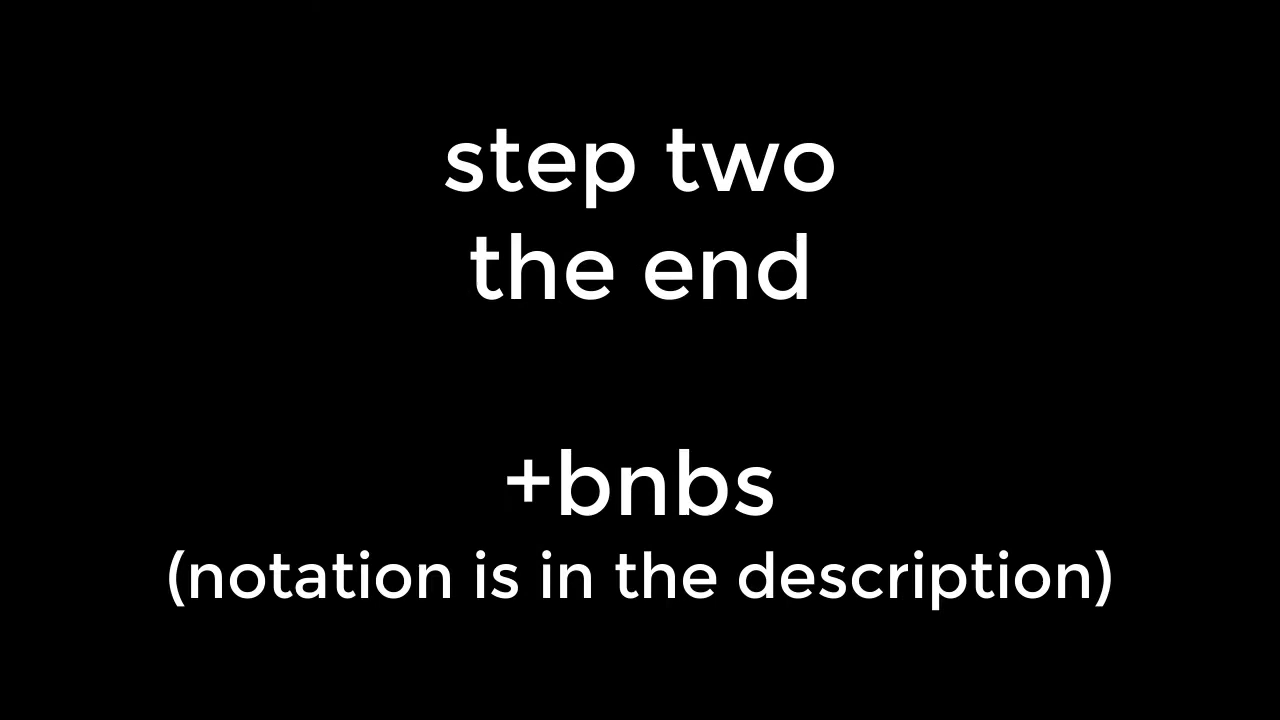 step two
the end
+bnbs
(notation is in the description)